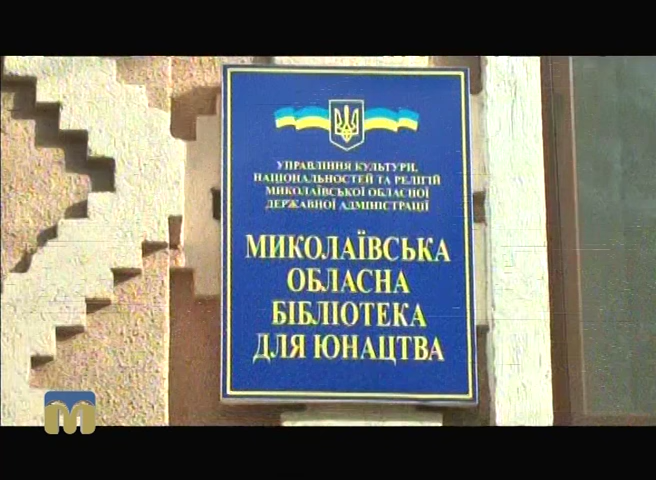 УПРАВЛІННЯ КУЛЬТУРИ,
НАЦІОНАЛЬНОСТЕЙ ТА РЕЛІГІЙ
МИКОЛАЇВСЬКОЇ ОБЛАСНОЇ
ДЕРЖАВНОЇ АДМІНІСТРАЦІЇ
МИКОЛАЇВСЬКА
ОБЛАСНА
БІБЛІОТЕКА
ДЛЯ ЮНАЦТВА
M